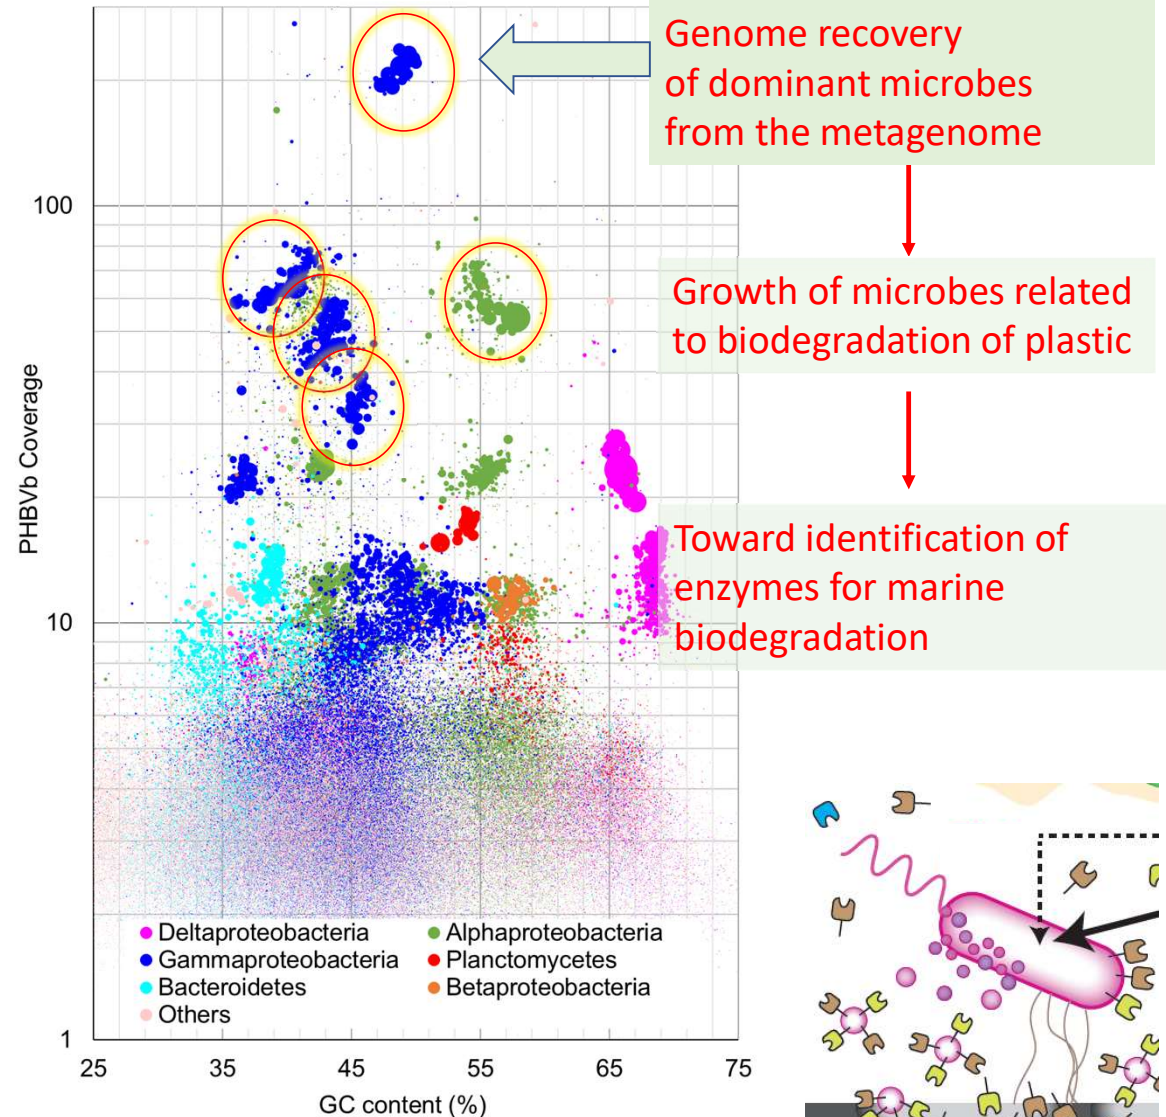 Genome recovery
of dominant microbes
from the metagenome
Growth of microbes related
to biodegradation of plastic
Toward identification of
enzymes for marine
biodegradation
PHBVb Coverage
100
10
1
Deltaproteobacteria
Gammaproteobacteria
Bacteroidetes
Others
Alphaproteobacteria
Planctomycetes
Betaproteobacteria
25 35 45 55 65 75
GC content (%)